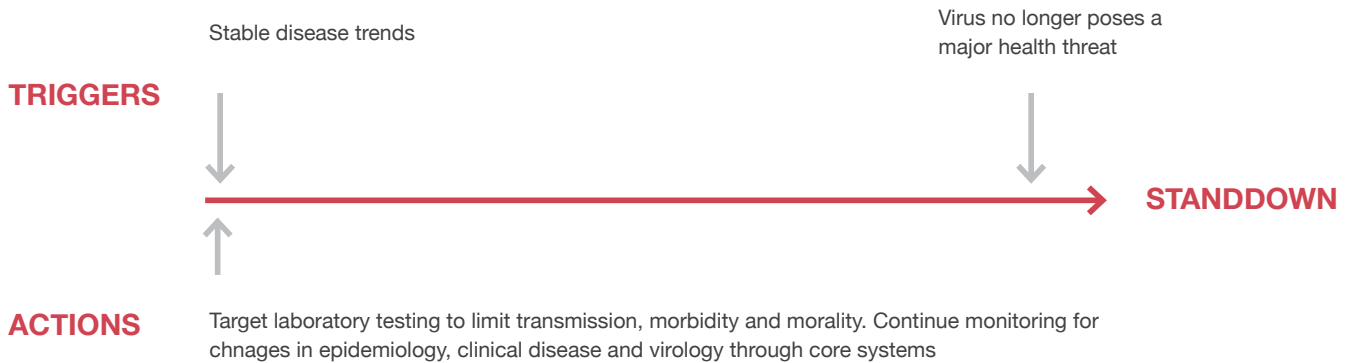 Stable disease trends
Virus no longer poses a
major health threat
TRIGGERS
STANDDOWN
ACTIONS
Target laboratory testing to limit transmission, morbidity and morality. Continue monitoring for
chnages in epidemiology, clinical disease and virology through core systems